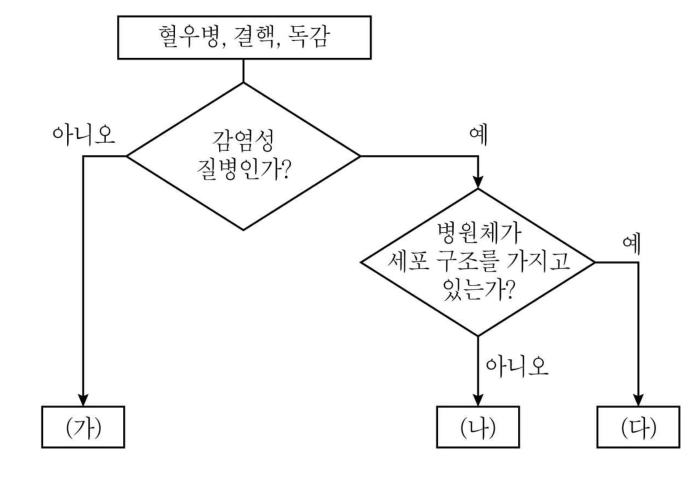 혈우병, 결핵, 독감
아니오
감염성
질병인가?
예
병원체가
세포 구조를 가지고
있는가?
예
아니오
(가)
(나)
(다)